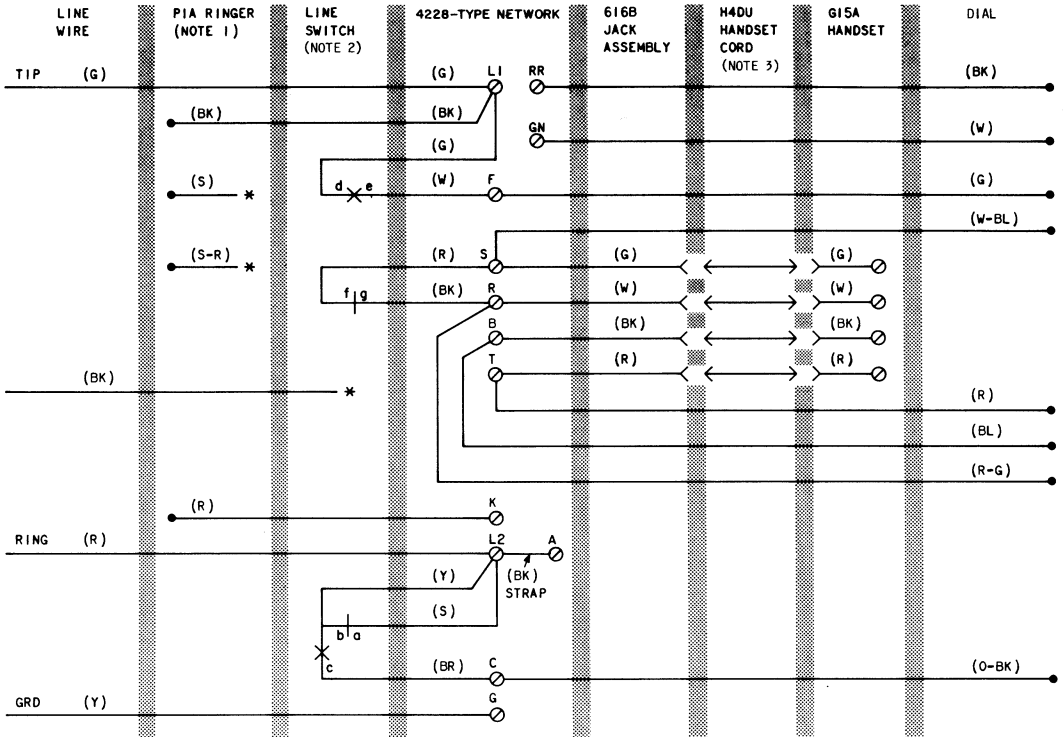 LINE WIRE
PIA RINGER (NOTE 1)
LINE SWITCH (NOTE 2)
4228-TYPE NETWORK
616B JACK ASSEMBLY
H4DU HANDSET CORD (NOTE 3)
G15A HANDSET
DIAL
TIP (G) (G) L1 RR (BK)
(BK) (BK)
GN (W)
(G)
(S) * d e (W) F (G)
(W-BL)
(S-R) * (R) S (G) (G)
f g (BK) R (W) (W)
B (BK) (BK)
T (R) (R)
(BK) *
(R)
(BL)
(R-G)
(R) K
RING (R) L2 A
(Y) (BK) STRAP
(S)
b a
c
(BR) C (O-BK)
GRD (Y) G